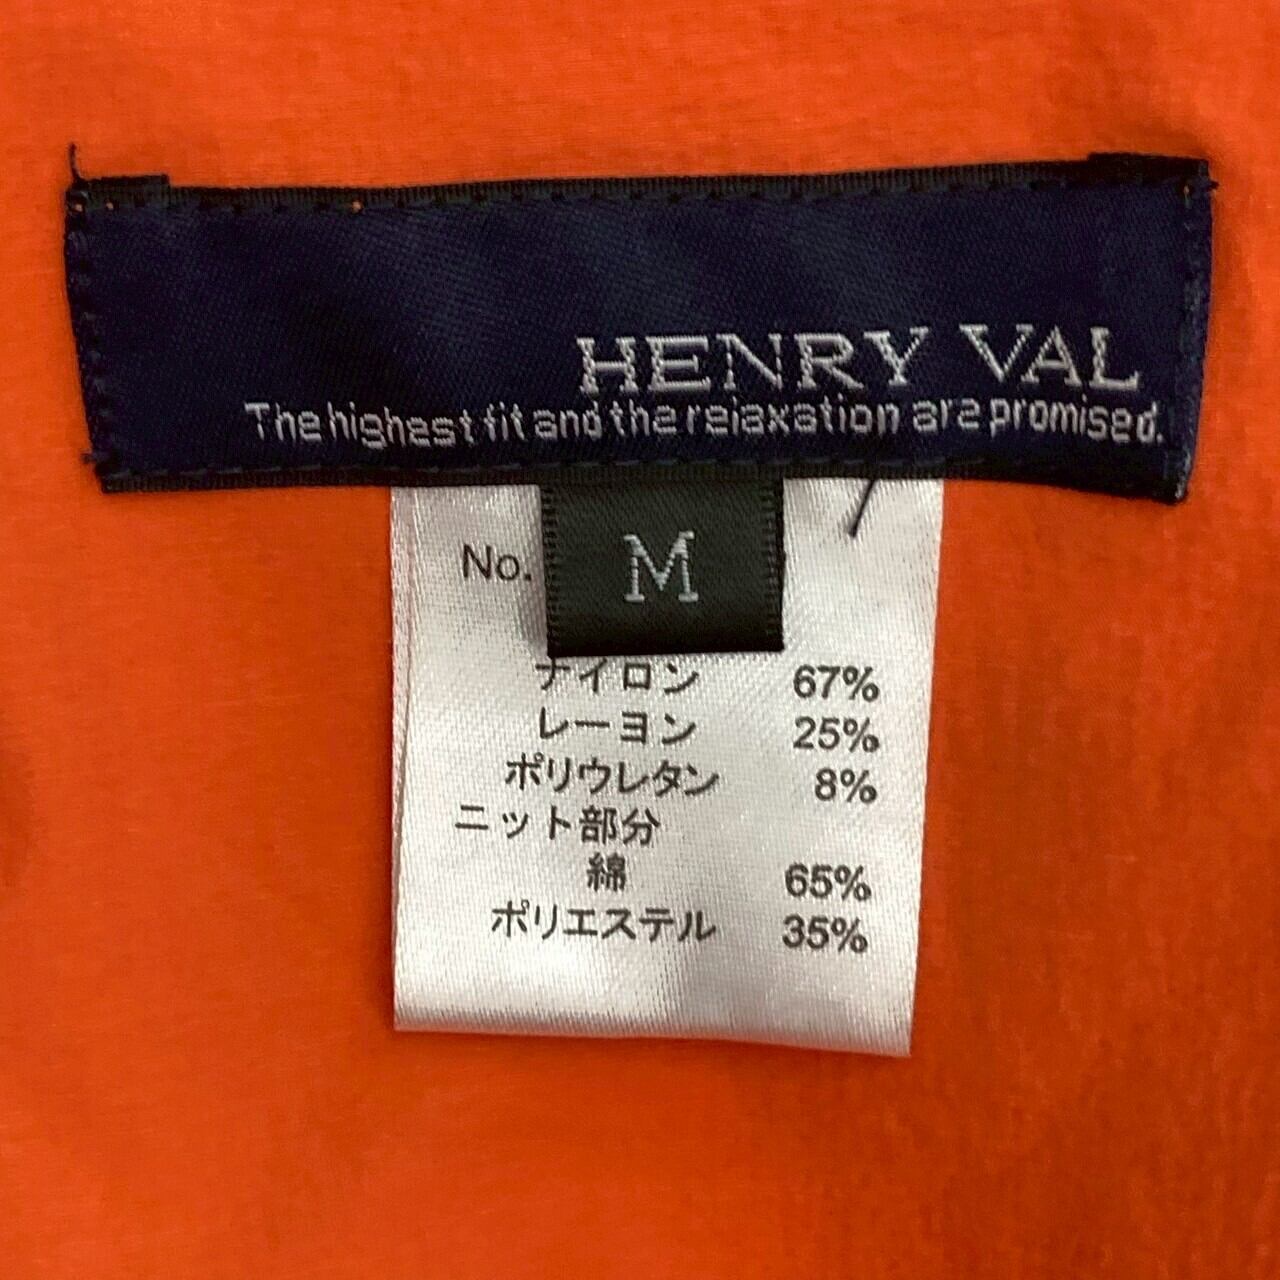 HENRY VAL
The highest fit and the reiaxation are promised.
No.
M
ナイロン 67%
レーヨン 25%
ポリウレタン 8%
ニット部分
綿 65%
ポリエステル 35%